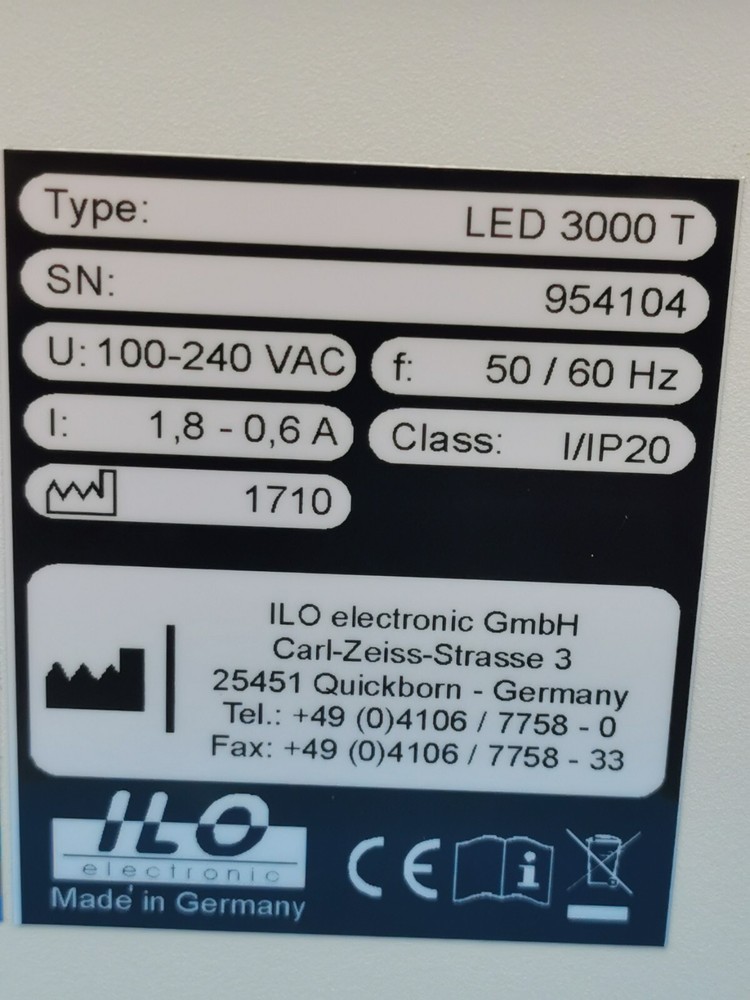 Type: LED 3000 T
SN: 954104
U: 100-240 VAC f: 50 / 60 Hz
I: 1,8 - 0,6 A Class: I/IP20
1710
ILO electronic GmbH
Carl-Zeiss-Strasse 3
25451 Quickborn - Germany
Tel.: +49 (0)4106 / 7758 - 0
Fax: +49 (0)4106 / 7758 - 33
ILO
electronic
Made in Germany
CE i